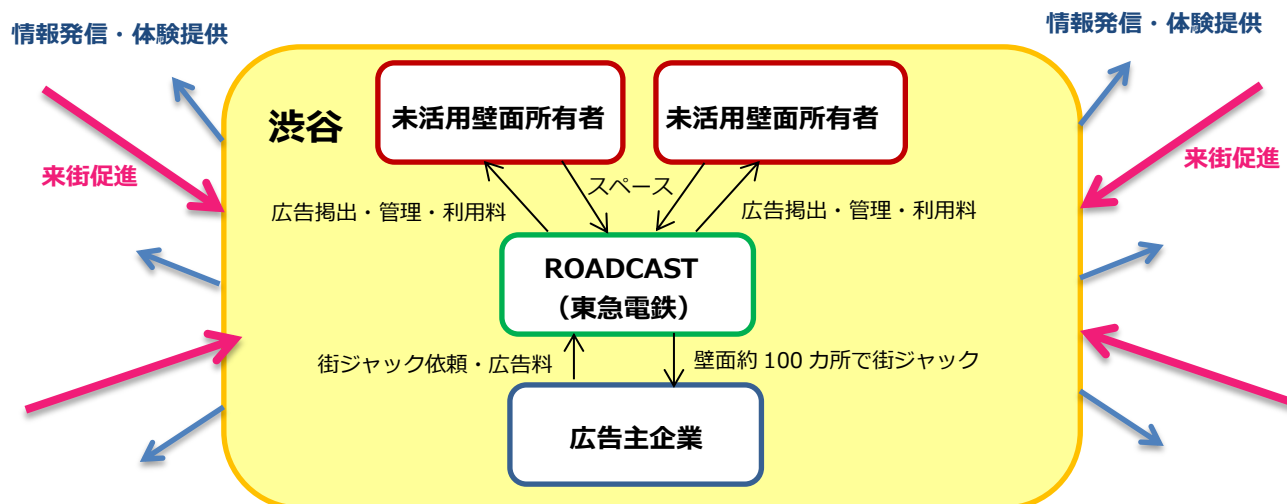 情報発信・体験提供
情報発信・体験提供
渋谷
未活用壁面所有者
未活用壁面所有者
来街促進
来街促進
スペース
広告掲出・管理・利用料
広告掲出・管理・利用料
ROADCAST
（東急電鉄）
街ジャック依頼・広告料
壁面約 100 カ所で街ジャック
広告主企業